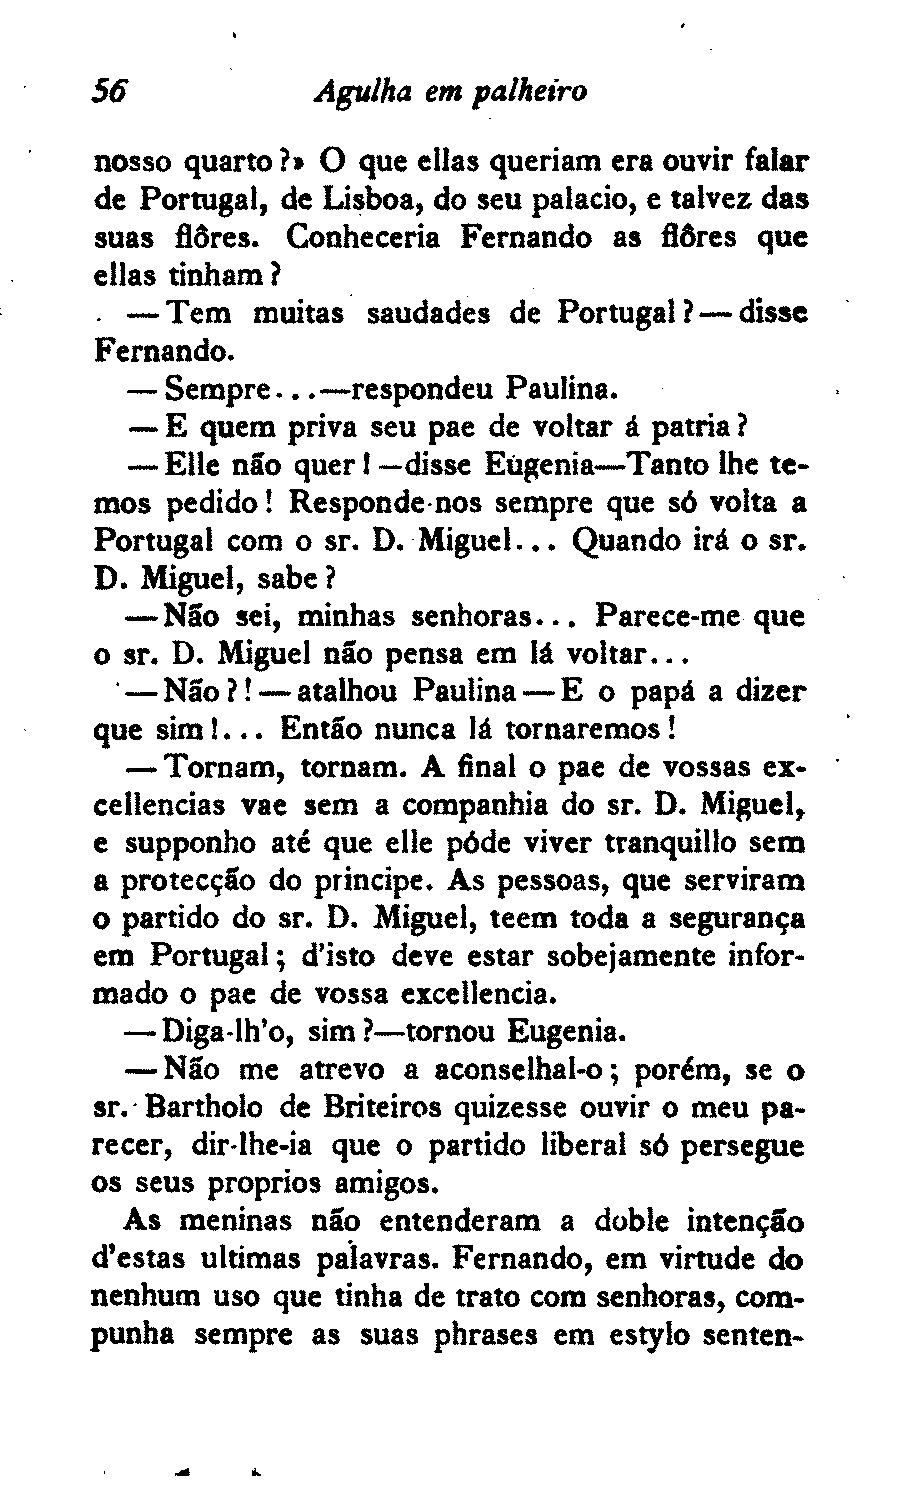 56 Agulha em palheiro
nosso quarto?» O que ellas queriam era ouvir falar
de Portugal, de Lisboa, do seu palacio, e talvez das
suas flôres. Conheceria Fernando as flôres que
ellas tinham?
—Tem muitas saudades de Portugal?—disse
Fernando.
—Sempre...—respondeu Paulina.
—E quem priva seu pae de voltar á patria?
—Elle não quer!—disse Eugenia—Tanto lhe te-
mos pedido! Responde-nos sempre que só volta a
Portugal com o sr. D. Miguel... Quando irá o sr.
D. Miguel, sabe?
—Não sei, minhas senhoras... Parece-me que
o sr. D. Miguel não pensa em lá voltar...
—Não?!—atalhou Paulina—E o papá a dizer
que sim!... Então nunca lá tornaremos!
—Tornam, tornam. A final o pae de vossas ex-
cellencias vae sem a companhia do sr. D. Miguel,
e supponho até que elle póde viver tranquillo sem
a protecção do principe. As pessoas, que serviram
o partido do sr. D. Miguel, teem toda a segurança
em Portugal; d'isto deve estar sobejamente infor-
mado o pae de vossa excellencia.
—Diga-lh'o, sim?—tornou Eugenia.
—Não me atrevo a aconselhal-o; porém, se o
sr. Bartholo de Briteiros quizesse ouvir o meu pa-
recer, dir-lhe-ia que o partido liberal só persegue
os seus proprios amigos.
As meninas não entenderam a doble intenção
d'estas ultimas palavras. Fernando, em virtude do
nenhum uso que tinha de trato com senhoras, com-
punha sempre as suas phrases em estylo senten-